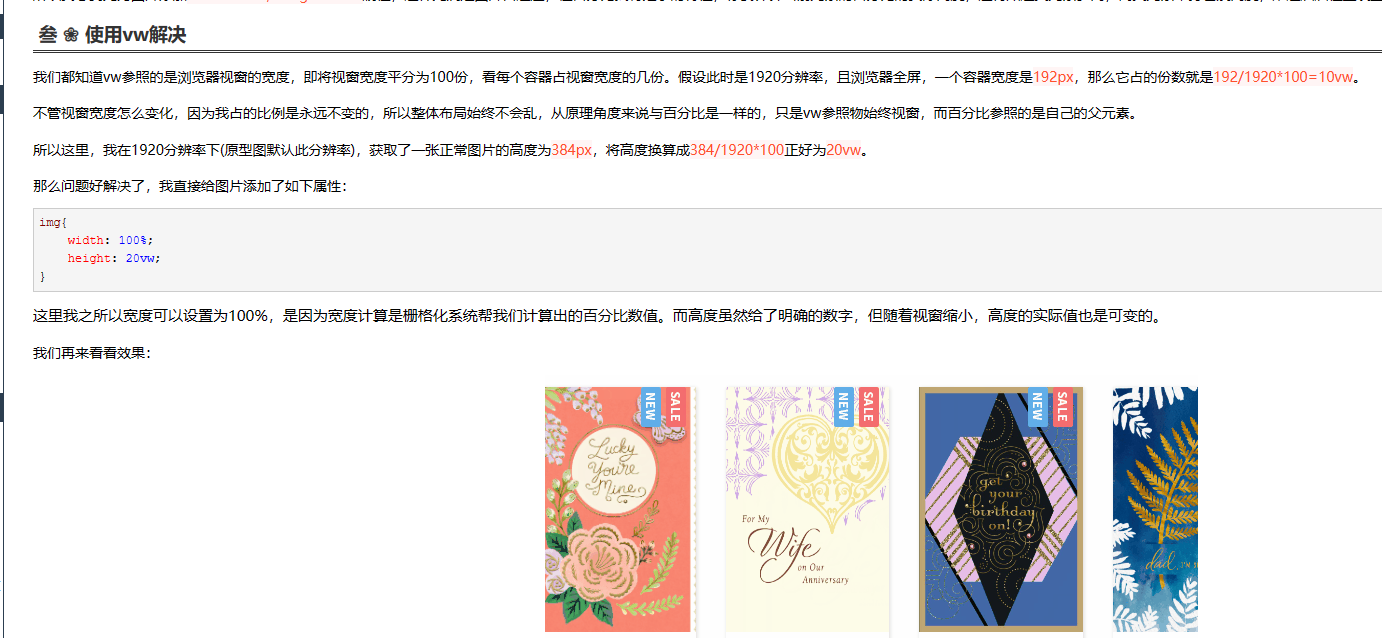 叁 ❀ 使用vw解决
我们都知道vw参照的是浏览器视窗的宽度，即将视窗宽度平分为100份，看每个容器占视窗宽度的几份。假设此时是1920分辨率，且浏览器全屏，一个容器宽度是192px，那么它占的份数就是192/1920*100=10vw。
不管视窗宽度怎么变化，因为我占的比例是永远不变的，所以整体布局始终不会乱，从原理角度来说与百分比是一样的，只是vw参照物始终视窗，而百分比参照的是自己的父元素。
所以这里，我在1920分辨率下(原型图默认此分辨率)，获取了一张正常图片的高度为384px，将高度换算成384/1920*100正好为20vw。
那么问题好解决了，我直接给图片添加了如下属性：
img{
width: 100%;
height: 20vw;
}
这里我之所以宽度可以设置为100%，是因为宽度计算是栅格化系统帮我们计算出的百分比数值。而高度虽然给了明确的数字，但随着视窗缩小，高度的实际值也是可变的。
我们再来看看效果：
NEW
SALE
Lucky
You're
Mine
NEW
SALE
For My
Wife
on Our
Anniversary
NEW
SALE
get
your
birthday
on!
dad,